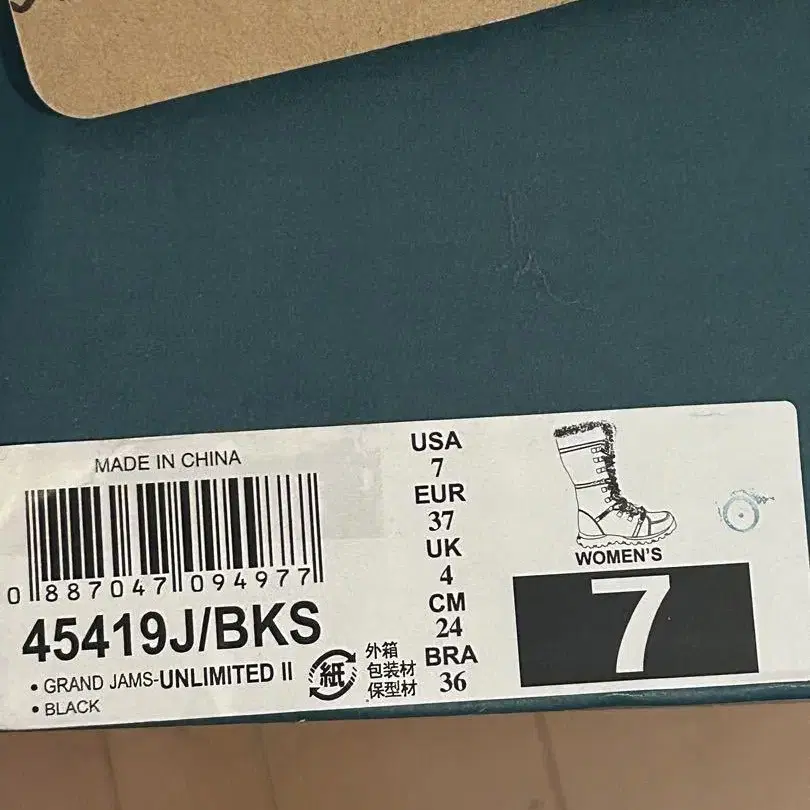 MADE IN CHINA
0 887047 094977
45419J/BKS
• GRAND JAMS-UNLIMITED II
• BLACK
紙
外箱
包装材
保型材
USA
7
EUR
37
UK
4
CM
24
BRA
36
WOMEN'S
7